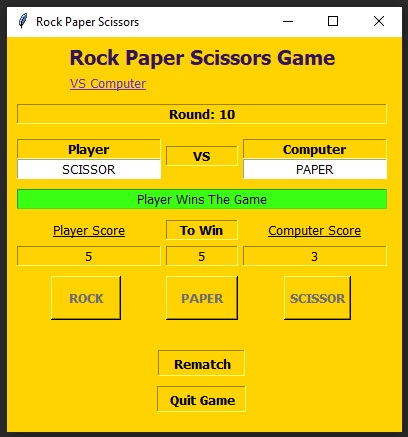 Rock Paper Scissors
Rock Paper Scissors Game
VS Computer
Round: 10
Player
VS
Computer
SCISSOR
PAPER
Player Wins The Game
Player Score
To Win
Computer Score
5
5
3
ROCK
PAPER
SCISSOR
Rematch
Quit Game